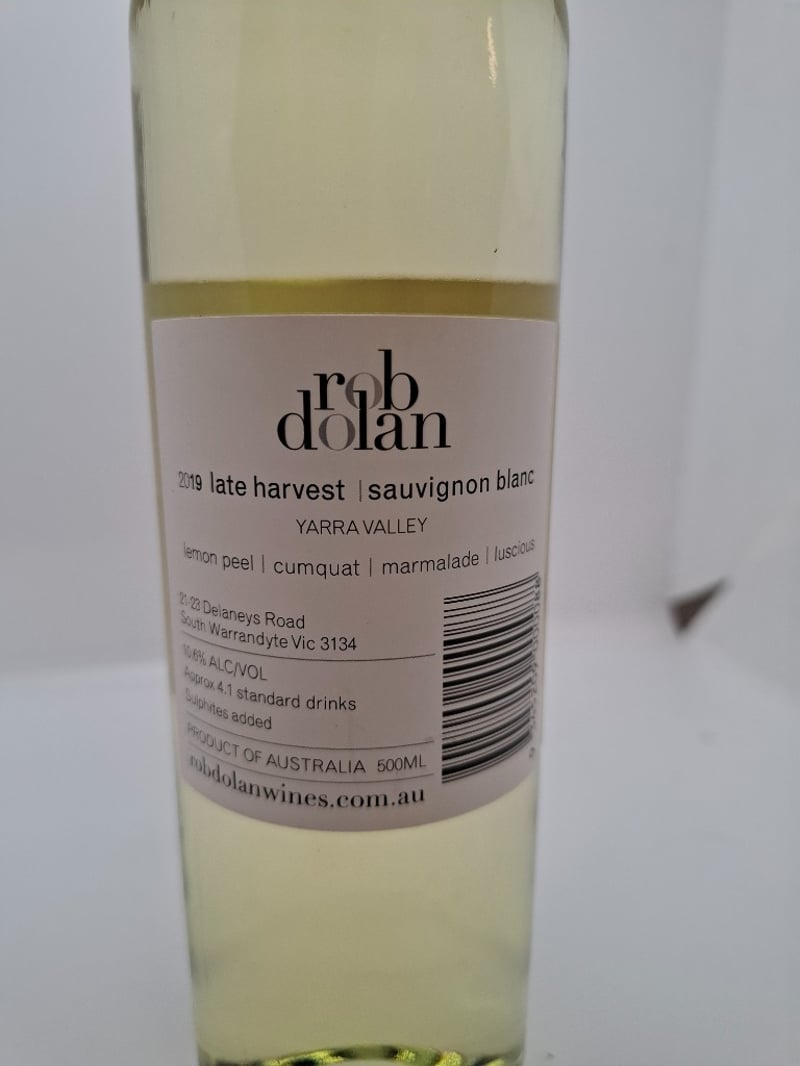 rob
dolan
2019 late harvest | sauvignon blanc
YARRA VALLEY
lemon peel | cumquat | marmalade | luscious
21-23 Delaneys Road
South Warrandyte Vic 3134
10.6% ALC/VOL
Approx 4.1 standard drinks
Sulphites added
PRODUCT OF AUSTRALIA 500ML
robdolanwines.com.au